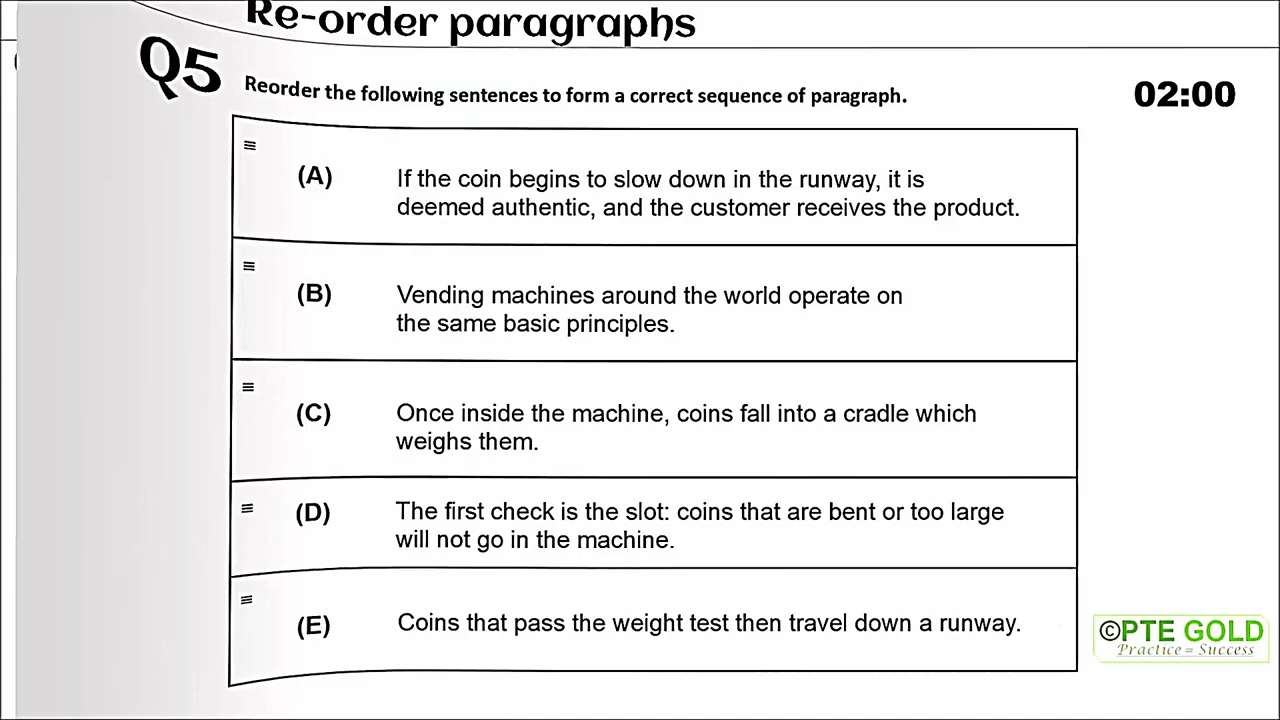 Re-order paragraphs
Q5
Reorder the following sentences to form a correct sequence of paragraph.
02:00
(A)
If the coin begins to slow down in the runway, it is
deemed authentic, and the customer receives the product.
(B)
Vending machines around the world operate on
the same basic principles.
(C)
Once inside the machine, coins fall into a cradle which
weighs them.
(D)
The first check is the slot: coins that are bent or too large
will not go in the machine.
(E)
Coins that pass the weight test then travel down a runway.
©PTE GOLD
Practice = Success